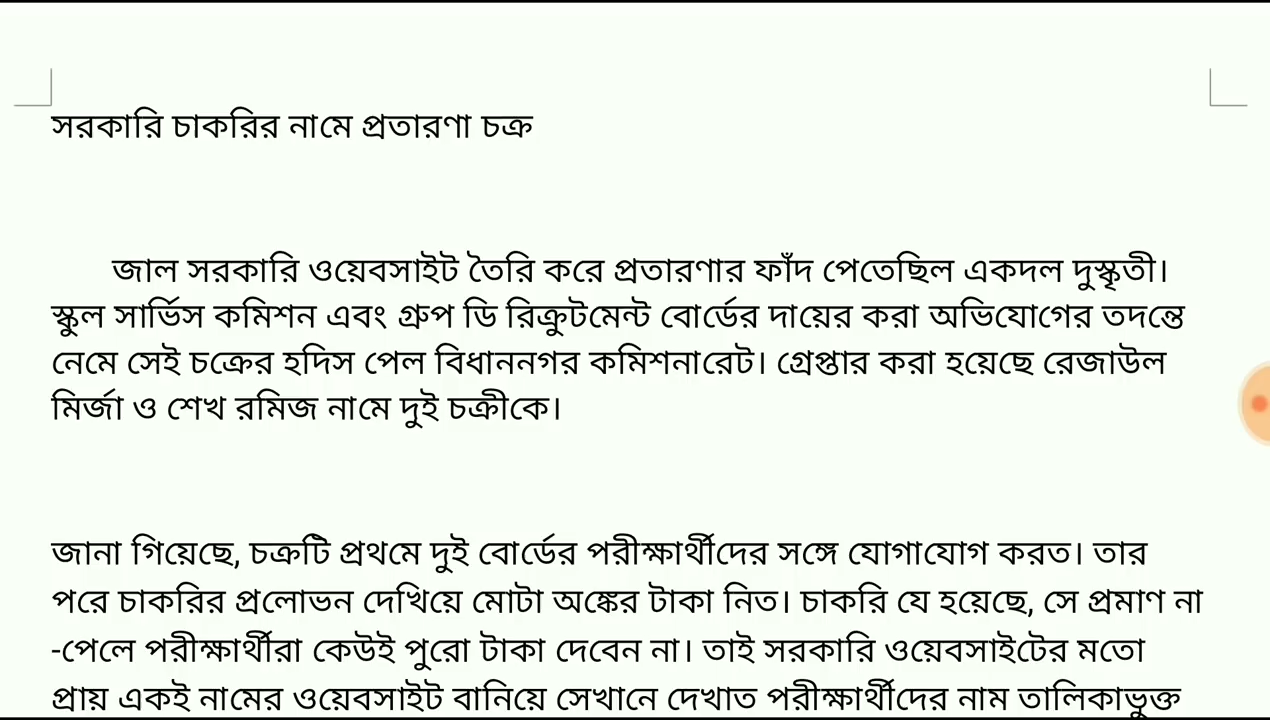 সরকারি চাকরির নামে প্রতারণা চক্র
জাল সরকারি ওয়েবসাইট তৈরি করে প্রতারণার ফাঁদ পেতেছিল একদল দুস্কৃতী।
স্কুল সার্ভিস কমিশন এবং গ্রুপ ডি রিক্রুটমেন্ট বোর্ডের দায়ের করা অভিযোগের তদন্তে
নেমে সেই চক্রের হদিস পেল বিধাননগর কমিশনারেট। গ্রেপ্তার করা হয়েছে রেজাউল
মির্জা ও শেখ রমিজ নামে দুই চক্রীকে।
জানা গিয়েছে, চক্রটি প্রথমে দুই বোর্ডের পরীক্ষার্থীদের সঙ্গে যোগাযোগ করত। তার
পরে চাকরির প্রলোভন দেখিয়ে মোটা অঙ্কের টাকা নিত। চাকরি যে হয়েছে, সে প্রমাণ না
-পেলে পরীক্ষার্থীরা কেউই পুরো টাকা দেবেন না। তাই সরকারি ওয়েবসাইটের মতো
প্রায় একই নামের ওয়েবসাইট বানিয়ে সেখানে দেখাত পরীক্ষার্থীদের নাম তালিকাভুক্ত